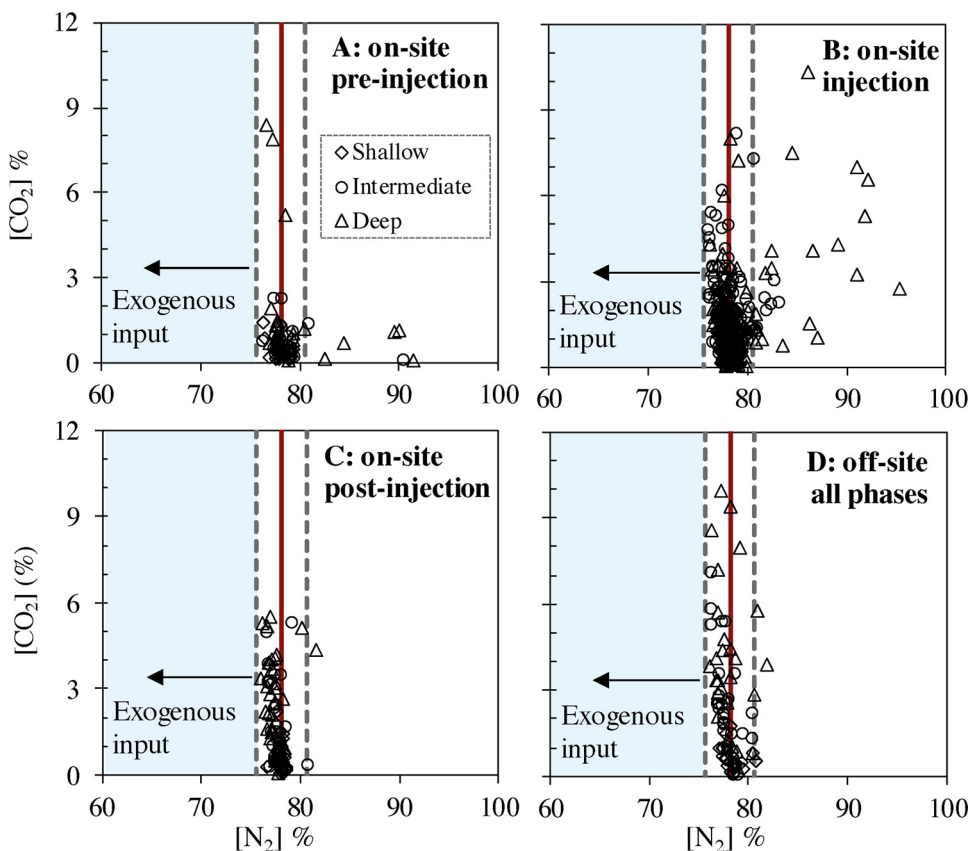 12
9
6
3
0
[CO2] %
A: on-site
pre-injection
Shallow
Intermediate
Deep
Exogenous
input
60
70
80
90
100
B: on-site
injection
Exogenous
input
60
70
80
90
100
12
9
6
3
0
[CO2] (%)
C: on-site
post-injection
Exogenous
input
60
70
80
90
100
[N2] %
D: off-site
all phases
Exogenous
input
60
70
80
90
100
[N2] %